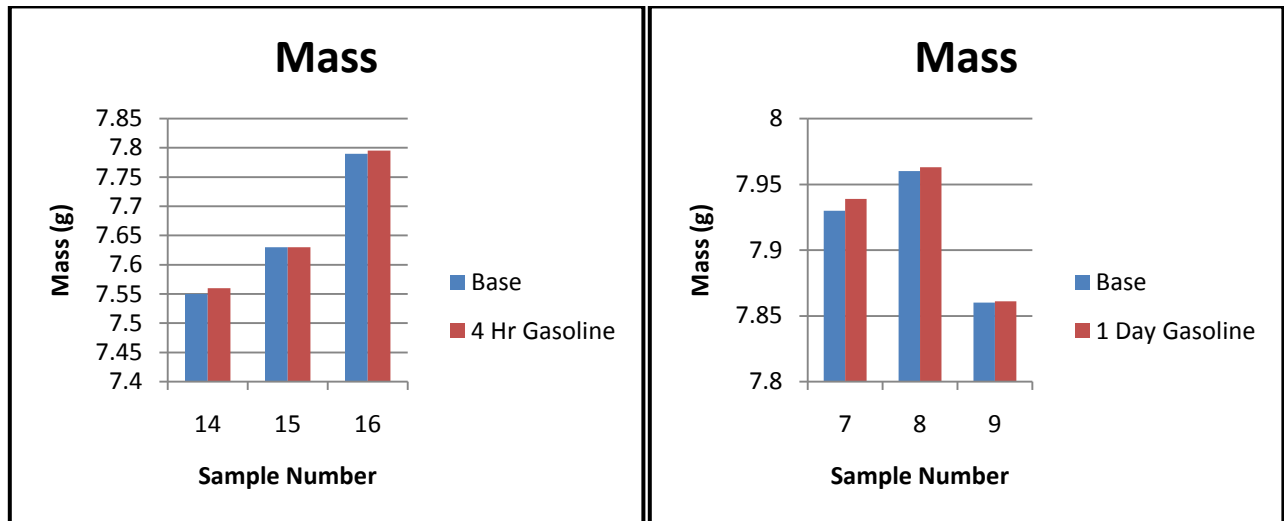 Mass
7.85
7.8
7.75
7.7
7.65
7.6
7.55
7.5
7.45
7.4
Mass (g)
14 15 16
Sample Number
Base
4 Hr Gasoline
Mass
8
7.95
7.9
7.85
7.8
Mass (g)
7 8 9
Sample Number
Base
1 Day Gasoline